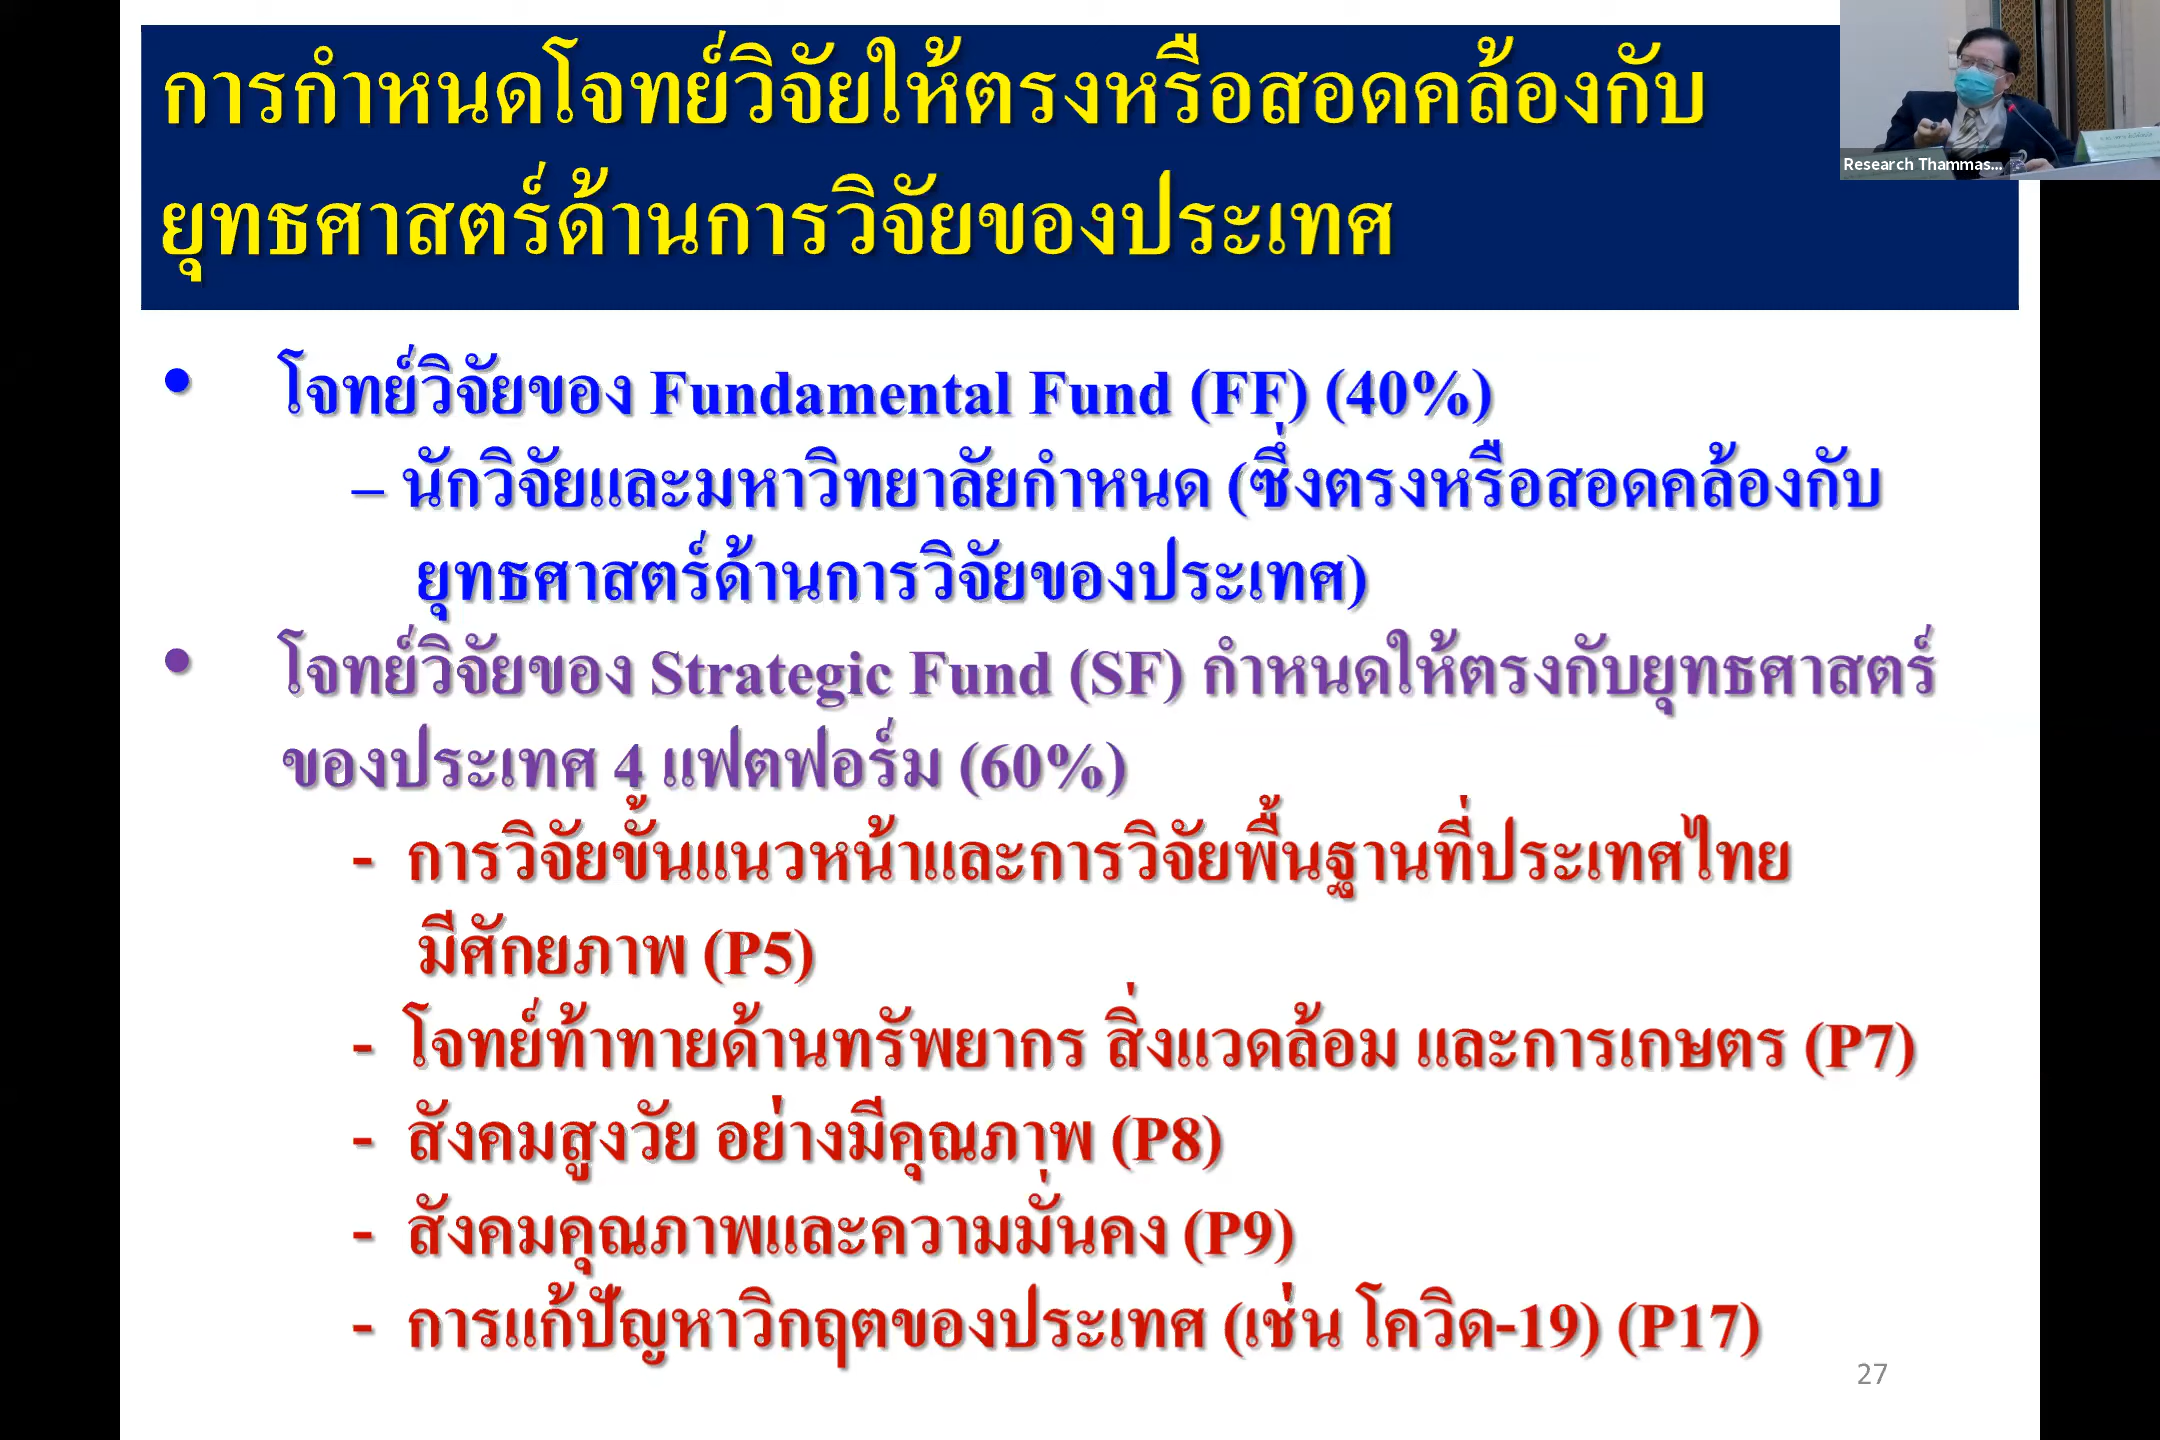 การกำหนดโจทย์วิจัยให้ตรงหรือสอดคล้องกับ
ยุทธศาสตร์ด้านการวิจัยของประเทศ
Research Thammas...
• โจทย์วิจัยของ Fundamental Fund (FF) (40%)
– นักวิจัยและมหาวิทยาลัยกำหนด (ซึ่งตรงหรือสอดคล้องกับ
ยุทธศาสตร์ด้านการวิจัยของประเทศ)
• โจทย์วิจัยของ Strategic Fund (SF) กำหนดให้ตรงกับยุทธศาสตร์
ของประเทศ 4 แฟตฟอร์ม (60%)
- การวิจัยขั้นแนวหน้าและการวิจัยพื้นฐานที่ประเทศไทย
มีศักยภาพ (P5)
- โจทย์ท้าทายด้านทรัพยากร สิ่งแวดล้อม และการเกษตร (P7)
- สังคมสูงวัย อย่างมีคุณภาพ (P8)
- สังคมคุณภาพและความมั่นคง (P9)
- การแก้ปัญหาวิกฤตของประเทศ (เช่น โควิด-19) (P17)
27